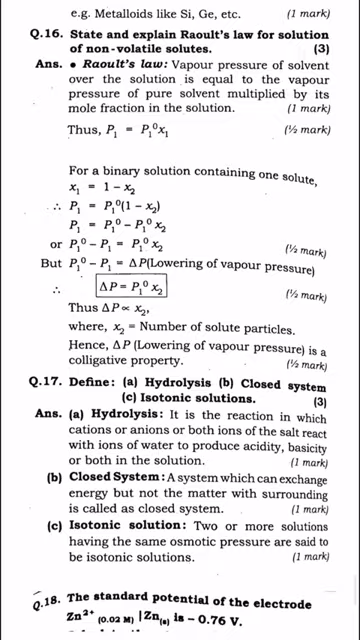 e.g. Metalloids like Si, Ge, etc. (1 mark)
Q.16. State and explain Raoult's law for solution
of non-volatile solutes. (3)
Ans. • Raoult's law: Vapour pressure of solvent
over the solution is equal to the vapour
pressure of pure solvent multiplied by its
mole fraction in the solution. (1 mark)
Thus, P₁ = P₁⁰x₁ (½ mark)
For a binary solution containing one solute,
x₁ = 1 − x₂
∴ P₁ = P₁⁰(1 − x₂)
P₁ = P₁⁰ − P₁⁰ x₂
or P₁⁰ − P₁ = P₁⁰ x₂ (½ mark)
But P₁⁰ − P₁ = ΔP(Lowering of vapour pressure)
∴ ΔP = P₁⁰ x₂ (½ mark)
Thus ΔP ∝ x₂,
where, x₂ = Number of solute particles.
Hence, ΔP (Lowering of vapour pressure) is a
colligative property. (½ mark)
Q.17. Define: (a) Hydrolysis (b) Closed system
(c) Isotonic solutions. (3)
Ans. (a) Hydrolysis: It is the reaction in which
cations or anions or both ions of the salt react
with ions of water to produce acidity, basicity
or both in the solution. (1 mark)
(b) Closed System: A system which can exchange
energy but not the matter with surrounding
is called as closed system. (1 mark)
(c) Isotonic solution: Two or more solutions
having the same osmotic pressure are said to
be isotonic solutions. (1 mark)
Q.18. The standard potential of the electrode
Zn²⁺ (0.02 M) |Zn(s) is − 0.76 V.